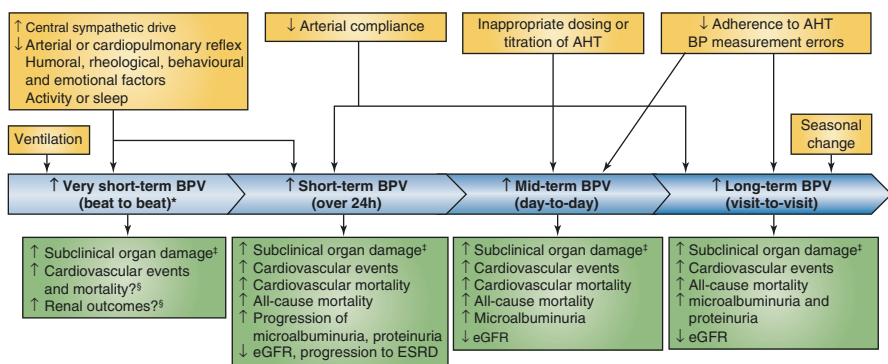 ↑ Central sympathetic drive
↓ Arterial or cardiopulmonary reflex
Humoral, rheological, behavioural
and emotional factors
Activity or sleep
↓ Arterial compliance
Inappropriate dosing or
titration of AHT
↓ Adherence to AHT
BP measurement errors
Ventilation
Seasonal
change
↑ Very short-term BPV
(beat to beat)*
↑ Short-term BPV
(over 24h)
↑ Mid-term BPV
(day-to-day)
↑ Long-term BPV
(visit-to-visit)
↑ Subclinical organ damage‡
↑ Cardiovascular events
and mortality?§
↑ Renal outcomes?§
↑ Subclinical organ damage‡
↑ Cardiovascular events
↑ Cardiovascular mortality
↑ All-cause mortality
↑ Progression of
microalbuminuria, proteinuria
↓ eGFR, progression to ESRD
↑ Subclinical organ damage‡
↑ Cardiovascular events
↑ Cardiovascular mortality
↑ All-cause mortality
↑ Microalbuminuria
↓ eGFR
↑ Subclinical organ damage‡
↑ Cardiovascular events
↑ All-cause mortality
↑ microalbuminuria and
proteinuria
↓ eGFR